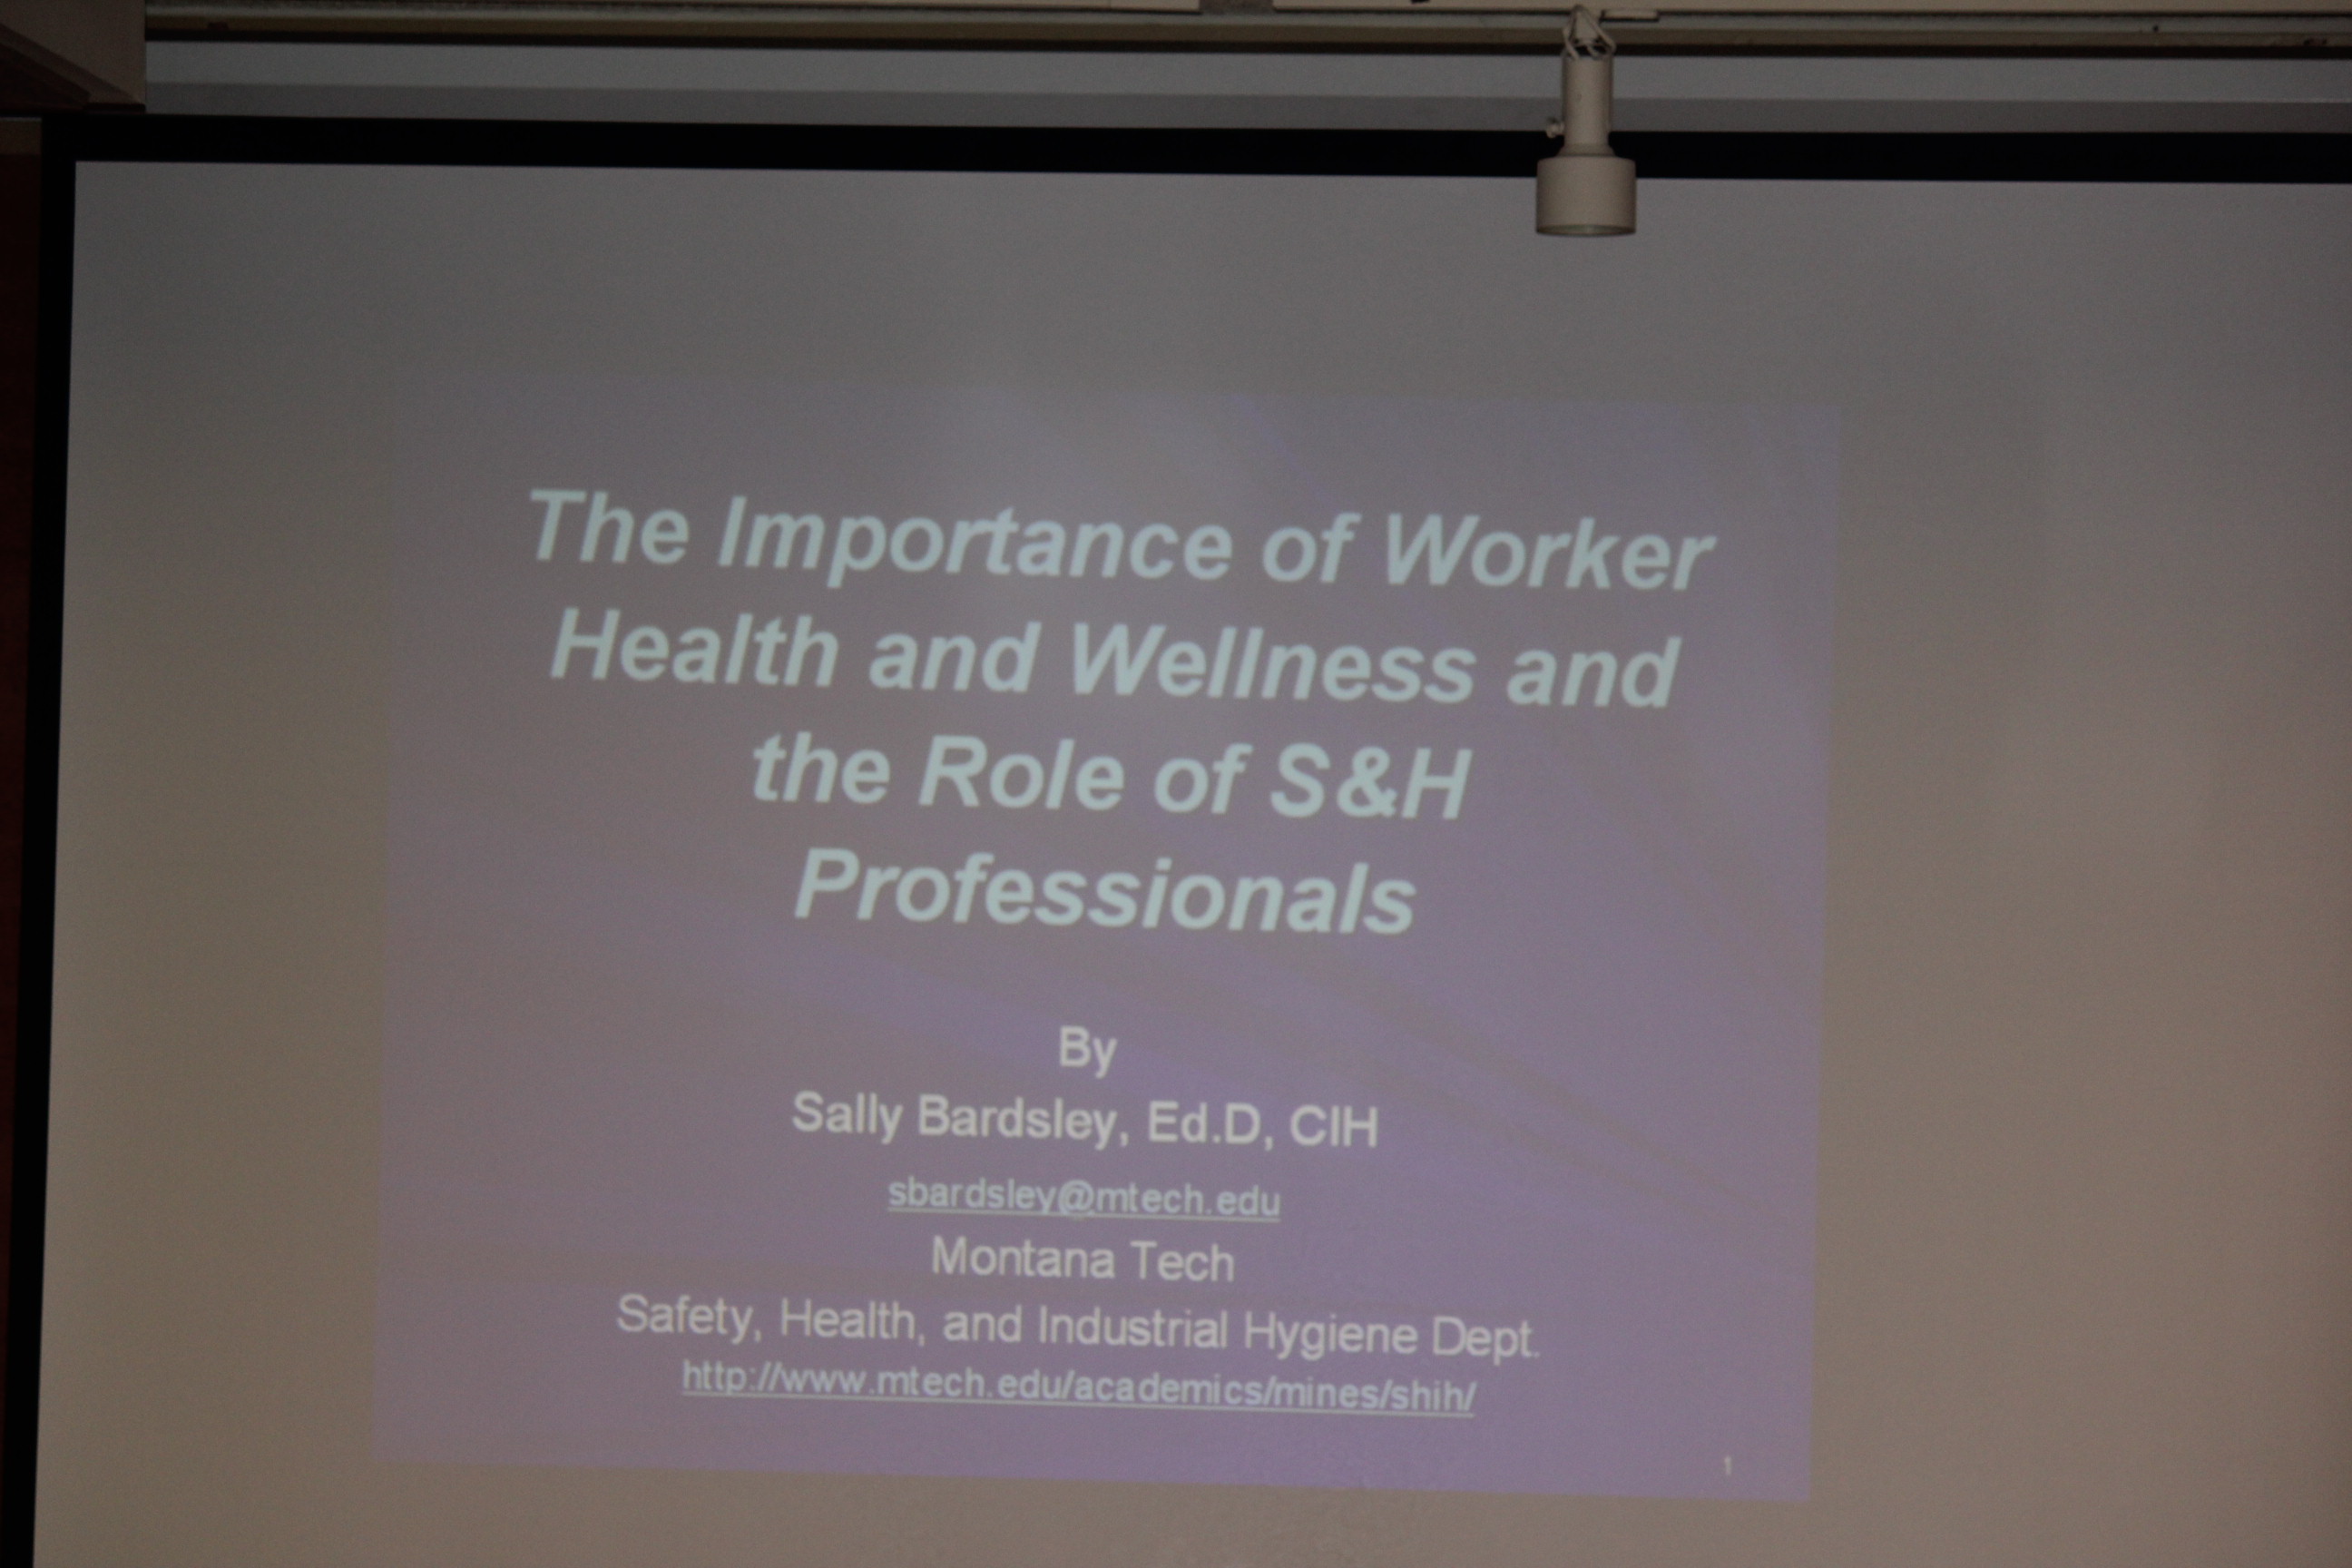 The Importance of Worker
Health and Wellness and
the Role of S&H
Professionals
By
Sally Bardsley, Ed.D, CIH
sbardsley@mtech.edu
Montana Tech
Safety, Health, and Industrial Hygiene Dept.
http://www.mtech.edu/academics/mines/shih/
1